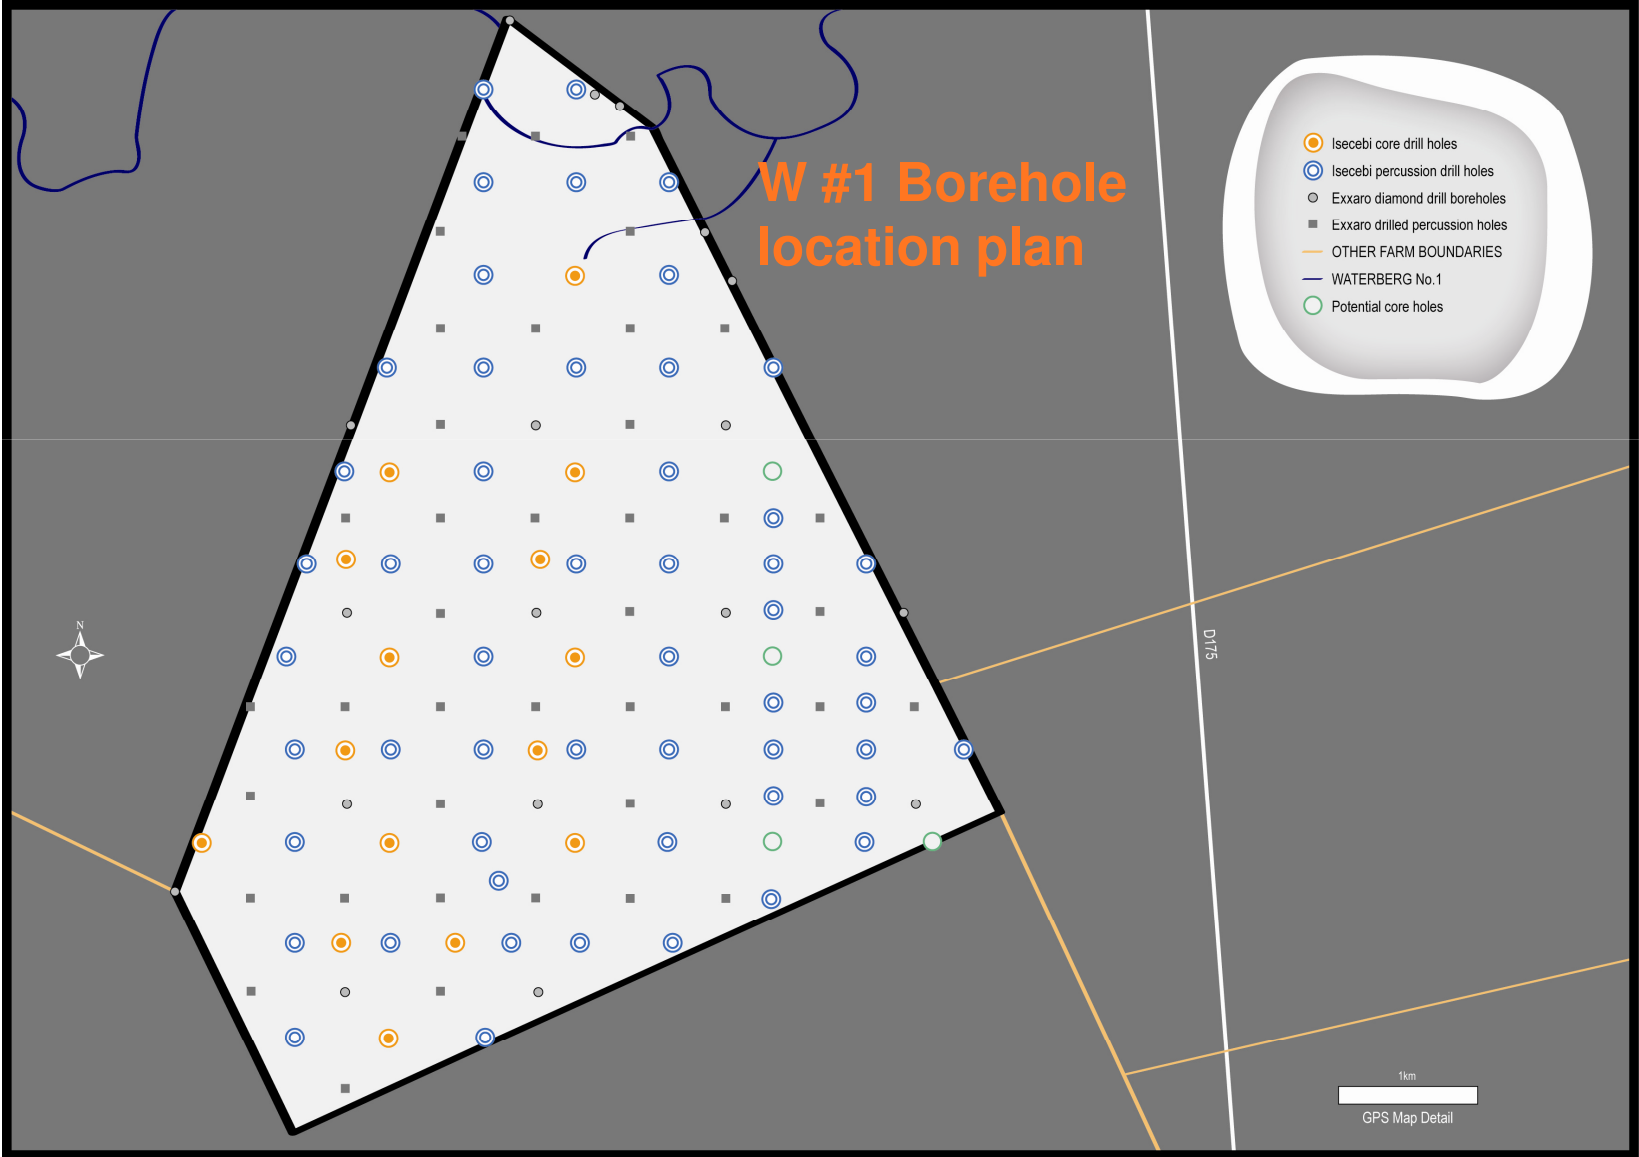 W #1 Borehole
location plan
Isecebi core drill holes
Isecebi percussion drill holes
Exxaro diamond drill boreholes
Exxaro drilled percussion holes
OTHER FARM BOUNDARIES
WATERBERG No.1
Potential core holes
N
D175
1km
GPS Map Detail